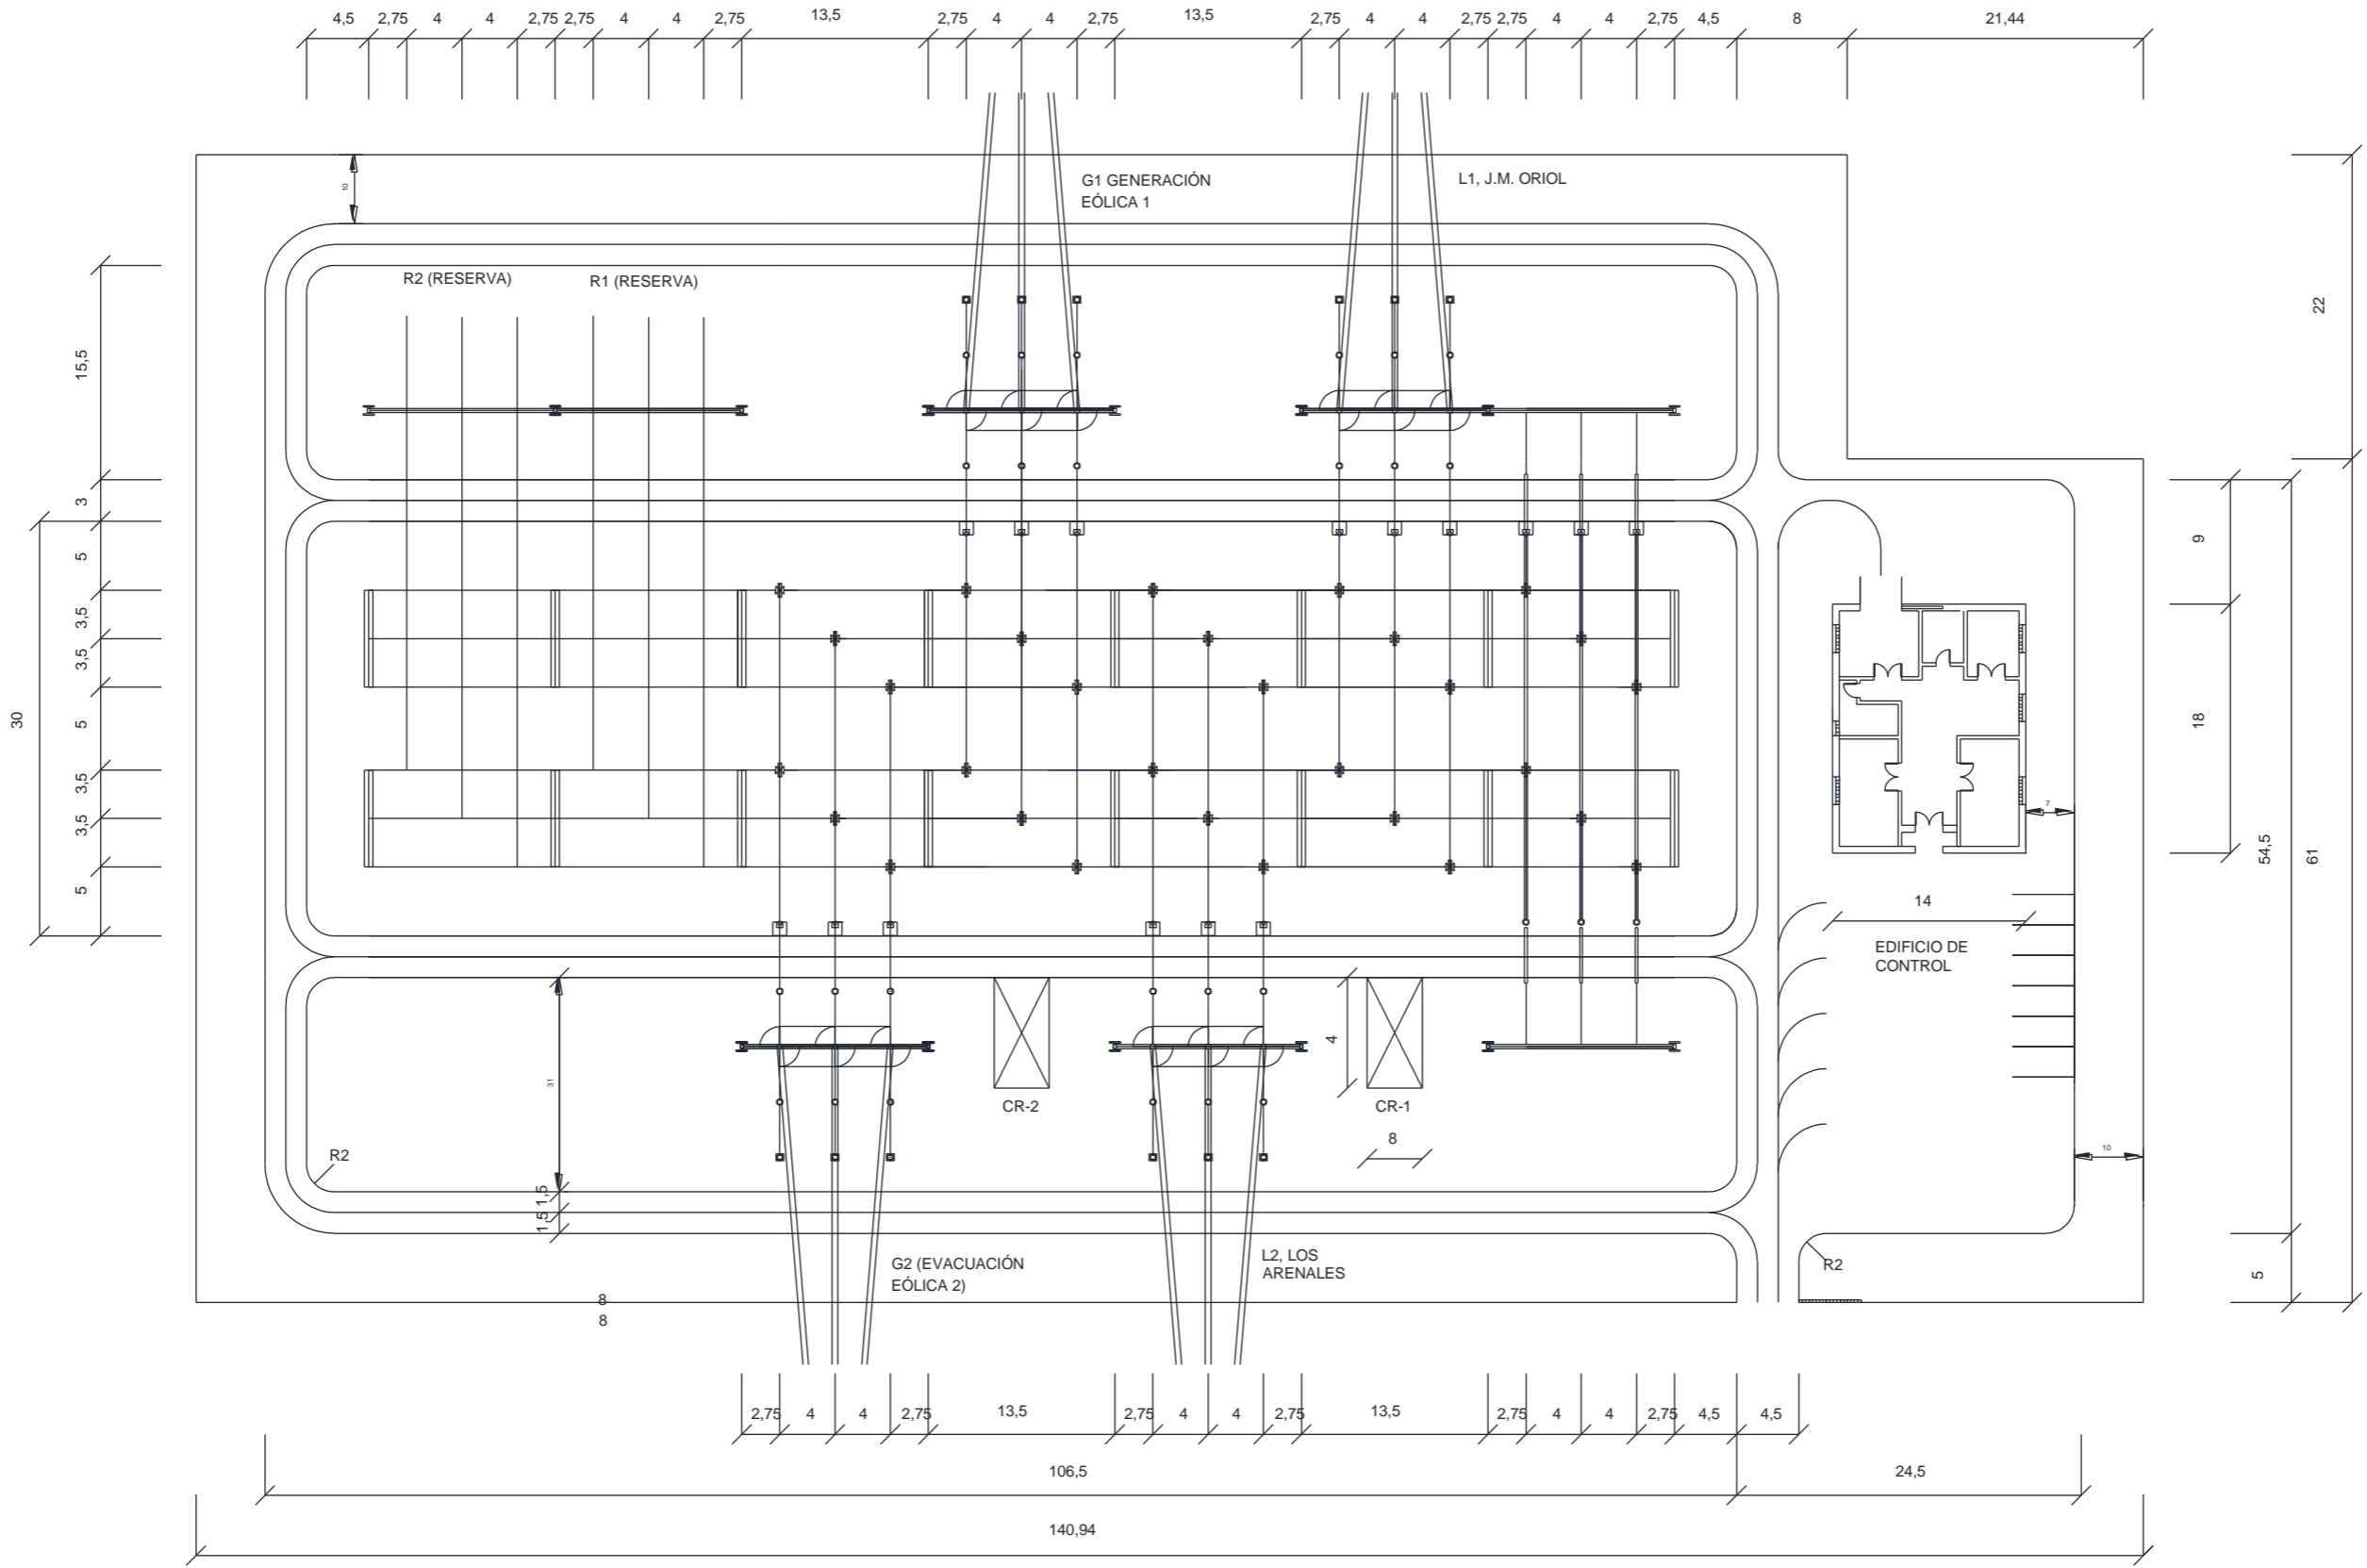 4,5 2,75 4 4 2,75 2,75 4 4 2,75 13,5 2,75 4 4 2,75 13,5 2,75 4 4 2,75 2,75 4 4 2,75 4,5 8 21,44
10
G1 GENERACIÓN
EÓLICA 1
L1, J.M. ORIOL
R2 (RESERVA)
R1 (RESERVA)
22
15,5
3
5
3,5
3,5
5
3,5
3,5
5
30
9
18
54,5
61
5
7
14
EDIFICIO DE
CONTROL
31
1,5
1,5
R2
CR-2
4
CR-1
8
10
R2
G2 (EVACUACIÓN
EÓLICA 2)
L2, LOS
ARENALES
8
8
2,75 4 4 2,75 13,5 2,75 4 4 2,75 13,5 2,75 4 4 2,75 4,5 4,5
106,5 24,5
140,94